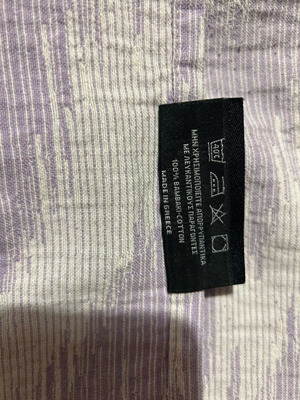 40°C
ΜΗΝ ΧΡΗΣΙΜΟΠΟΙΕΙΤΕ ΑΠΟΡΡΥΠΑΝΤΙΚΑ
ΜΕ ΛΕΥΚΑΝΤΙΚΟΥΣ ΠΑΡΑΓΟΝΤΕΣ
100% ΒΑΜΒΑΚΙ-COTTON
MADE IN GREECE